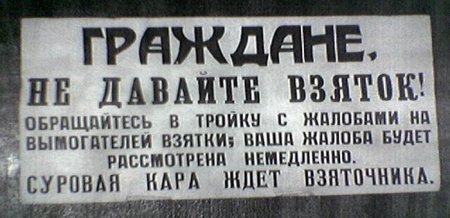 ГРАЖДАНЕ,
НЕ ДАВАЙТЕ ВЗЯТОК!
ОБРАЩАЙТЕСЬ В ТРОЙКУ С ЖАЛОБАМИ НА
ВЫМОГАТЕЛЕЙ ВЗЯТКИ; ВАША ЖАЛОБА БУДЕТ
РАССМОТРЕНА НЕМЕДЛЕННО.
СУРОВАЯ КАРА ЖДЕТ ВЗЯТОЧНИКА.